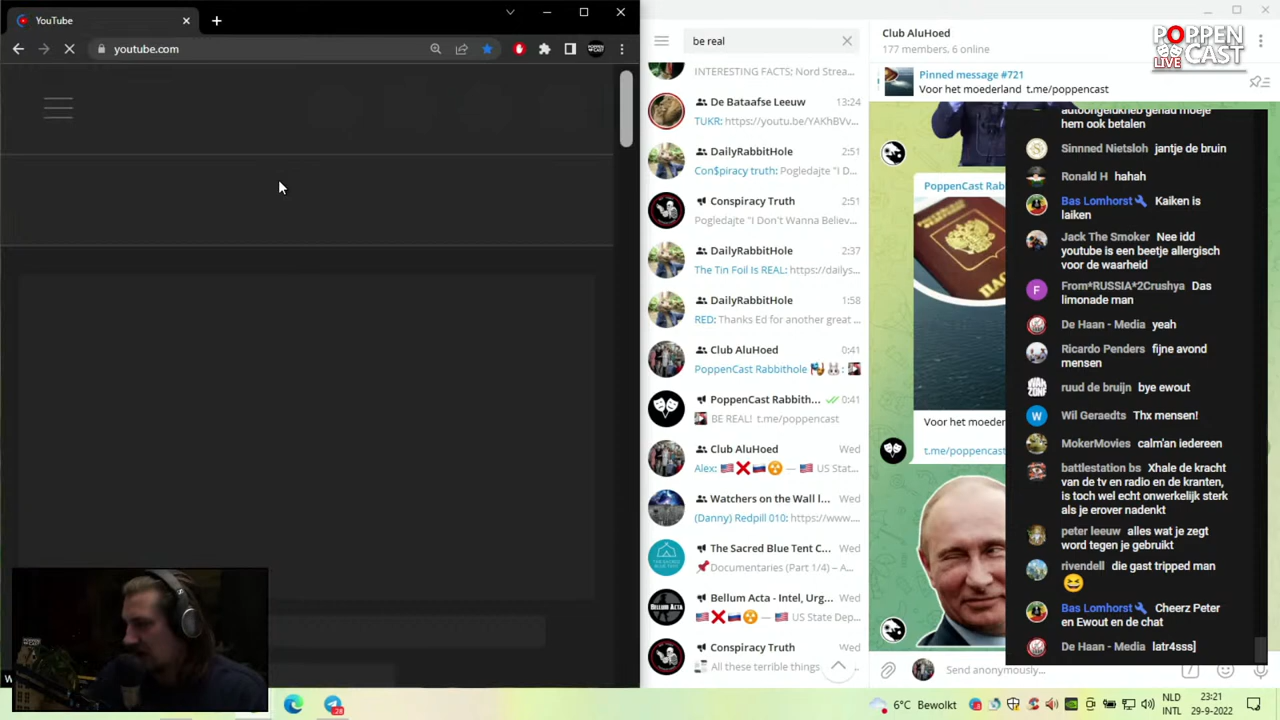 YouTube
youtube.com
be real
INTERESTING FACTS; Nord Strea...
De Bataafse Leeuw 13:24
TUKR: https://youtu.be/YAKhBVv...
DailyRabbitHole 2:51
Con$piracy truth: Pogledajte "I D...
Conspiracy Truth 2:51
Pogledajte "I Don't Wanna Believ...
DailyRabbitHole 2:37
The Tin Foil Is REAL: https://dailys...
DailyRabbitHole 1:58
RED: Thanks Ed for another great ...
Club AluHoed 0:41
PoppenCast Rabbithole
PoppenCast Rabbith... 0:41
BE REAL! t.me/poppencast
Club AluHoed Wed
Alex: 🇺🇸❌🇷🇺☢️ — 🇺🇸 US Stat...
Watchers on the Wall l... Wed
(Danny) Redpill 010: https://www....
The Sacred Blue Tent C... Wed
📌Documentaries (Part 1/4) – A...
Bellum Acta - Intel, Urg... Wed
🇺🇸❌🇷🇺☢️ — 🇺🇸 US State Dep...
Conspiracy Truth Wed
All these terrible things ...
Club AluHoed
177 members, 6 online
Pinned message #721
Voor het moederland t.me/poppencast
POPPEN
LIVE CAST
PoppenCast Rab
Voor het moeder
t.me/poppencast
Send anonymously...
hem ook betalen
Sinnned Nietsloh jantje de bruin
Ronald H hahah
Bas Lomhorst Kaiken is
laiken
Jack The Smoker Nee idd
youtube is een beetje allergisch
voor de waarheid
From*RUSSIA*2Crushya Das
limonade man
De Haan - Media yeah
Ricardo Penders fijne avond
mensen
ruud de bruijn bye ewout
Wil Geraedts Thx mensen!
MokerMovies calm'an iedereen
battlestation bs Xhale de kracht
van de tv en radio en de kranten,
is toch wel echt onwerkelijk sterk
als je erover nadenkt
peter leeuw alles wat je zegt
word tegen je gebruikt
rivendell die gast tripped man
😆
Bas Lomhorst Cheerz Peter
en Ewout en de chat
De Haan - Media latr4sss]
28
6°C Bewolkt
NLD
INTL
23:21
29-9-2022